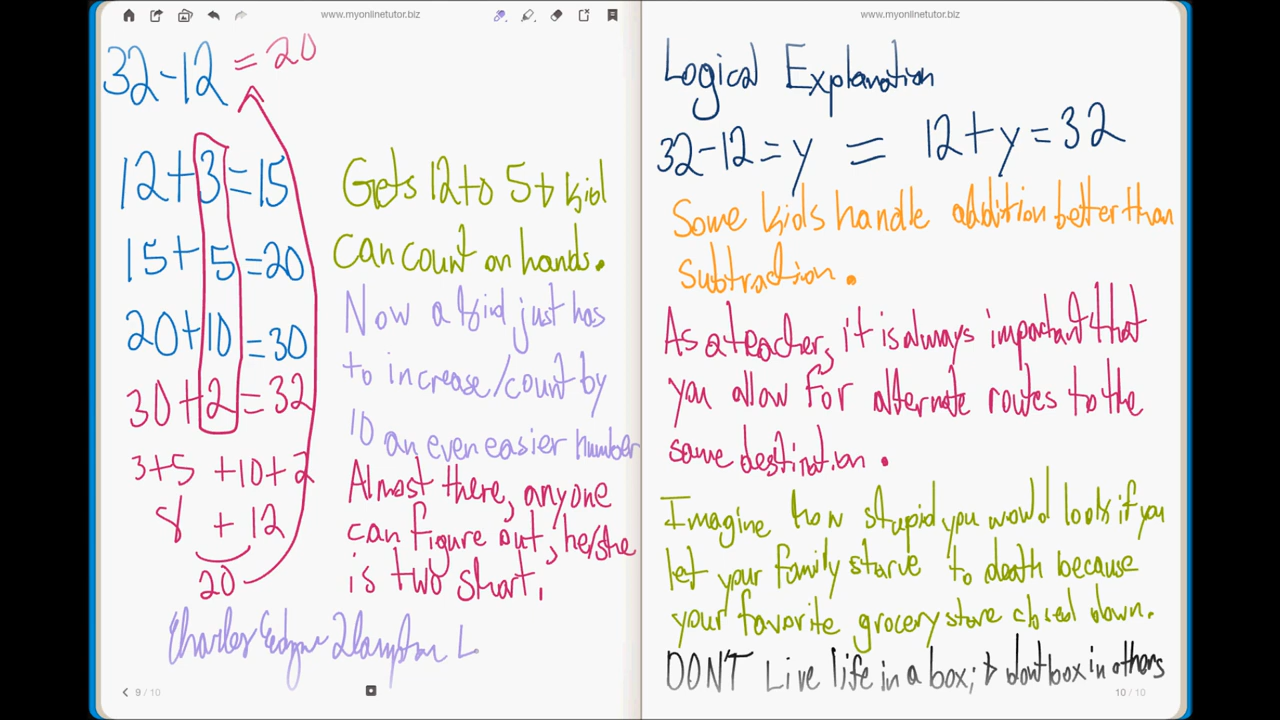 www.myonlinetutor.biz
32-12 = 20
12+3=15
15+5=20
20+10=30
30+2=32
3+5 +10+2
8 + 12
20
Gets 12 to 5 & kid
can count on hands.
Now a kid just has
to increase/count by
10 an even easier number
Almost there, anyone
can figure out, he/she
is two short.
Charles Edgar
9 / 10
www.myonlinetutor.biz
Logical Explanation
32-12=y = 12+y=32
Some kids handle addition better than
Subtraction.
As a teacher, it is always important that
you allow for alternate routes to the
same destination.
Imagine how stupid you would look if you
let your family starve to death because
your favorite grocery store closed down.
DONT Live life in a box; & dont box in others
10 / 10